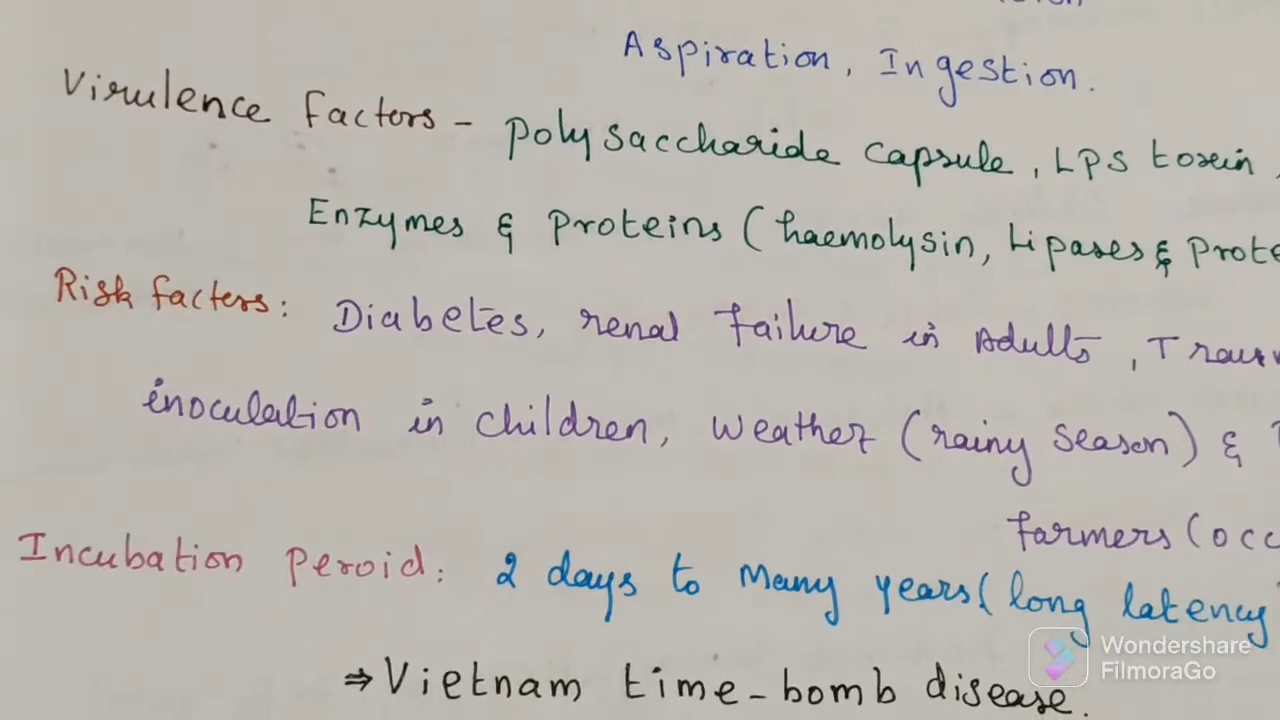 Aspiration, Ingestion.
Virulence factors - polysaccharide capsule, LPS toxin,
Enzymes & Proteins (haemolysin, Lipases & Prote
Risk factors: Diabetes, renal failure in Adults, Trau
inoculation in children, weather (rainy season) &
farmers (occ
Incubation peroid: 2 days to Many years (long latency
⇒ Vietnam time-bomb disease.
Wondershare
FilmoraGo